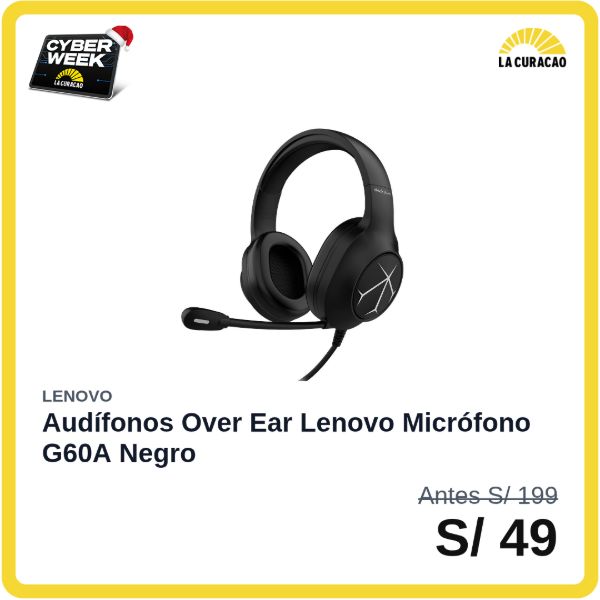 CYBER
WEEK
LA CURACAO
LA CURACAO
LENOVO
Audífonos Over Ear Lenovo Micrófono
G60A Negro
Antes S/ 199
S/ 49